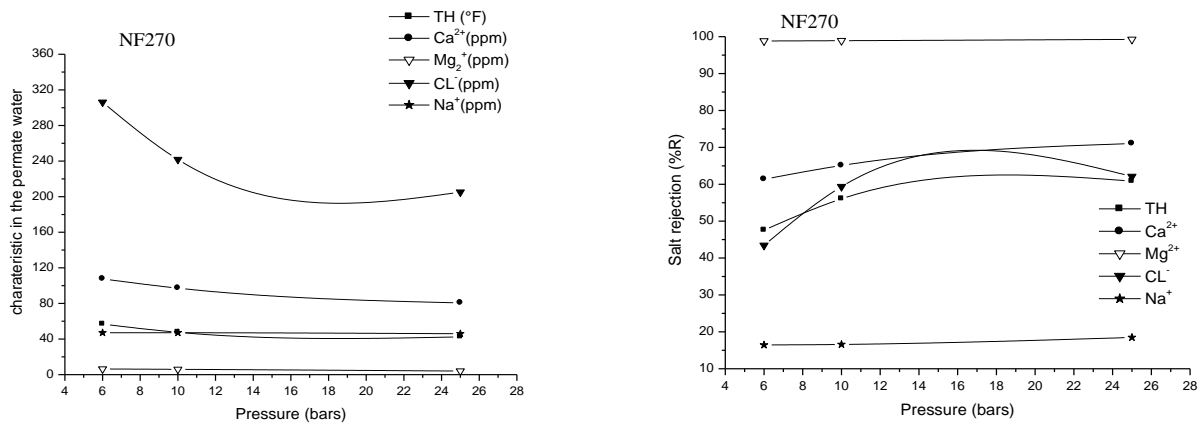 NF270
TH (°F)
Ca²⁺(ppm)
Mg₂⁺(ppm)
CL⁻(ppm)
Na⁺(ppm)
charateristic in the permate water
360
320
280
240
200
160
120
80
40
0
4 6 8 10 12 14 16 18 20 22 24 26 28
Pressure (bars)
NF270
Salt rejection (%R)
100
90
80
70
60
50
40
30
20
10
TH
Ca²⁺
Mg²⁺
CL⁻
Na⁺
4 6 8 10 12 14 16 18 20 22 24 26 28
Pressure (bars)